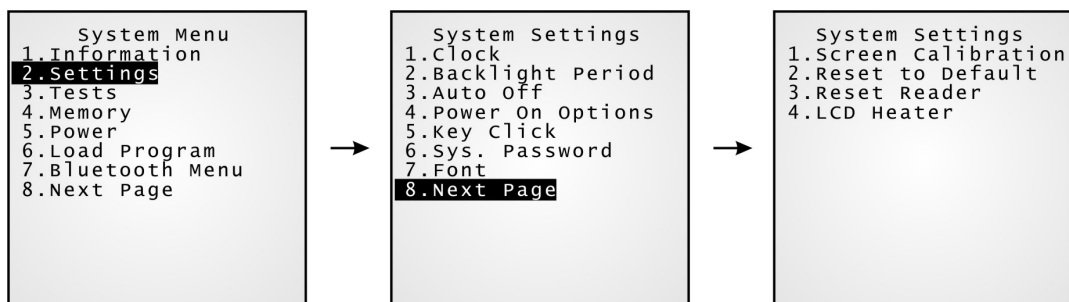 System Menu
1.Information
2.Settings
3.Tests
4.Memory
5.Power
6.Load Program
7.Bluetooth Menu
8.Next Page
System Settings
1.Clock
2.Backlight Period
3.Auto Off
4.Power On Options
5.Key Click
6.Sys. Password
7.Font
8.Next Page
System Settings
1.Screen Calibration
2.Reset to Default
3.Reset Reader
4.LCD Heater